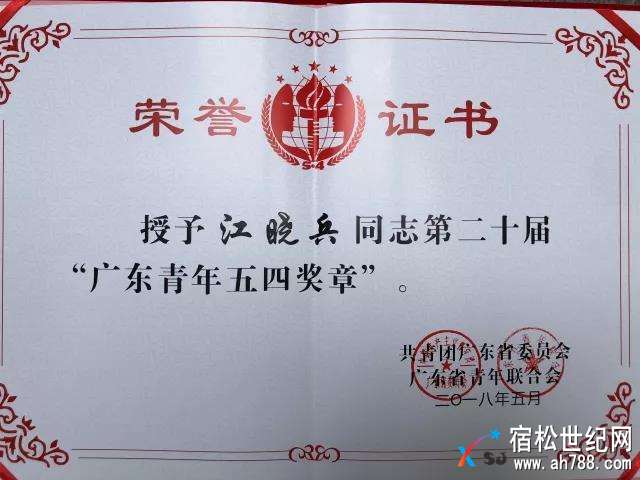 荣誉证书
5·4
授予江晓兵同志第二十届
“广东青年五四奖章”。
共青团广东省委员会
广东省青年联合会
二〇一八年五月
宿松世纪网
www.ah788.com